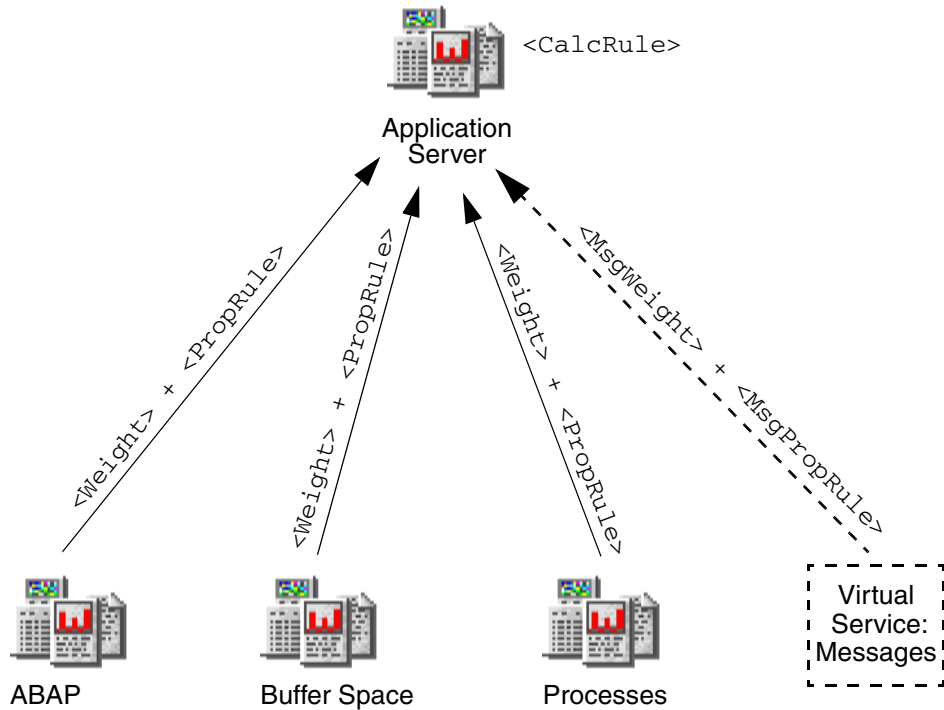 <CalcRule>
Application
Server
<Weight> + <PropRule>
<Weight> + <PropRule>
<Weight> + <PropRule>
<MsgWeight> + <MsgPropRule>
ABAP
Buffer Space
Processes
Virtual
Service:
Messages